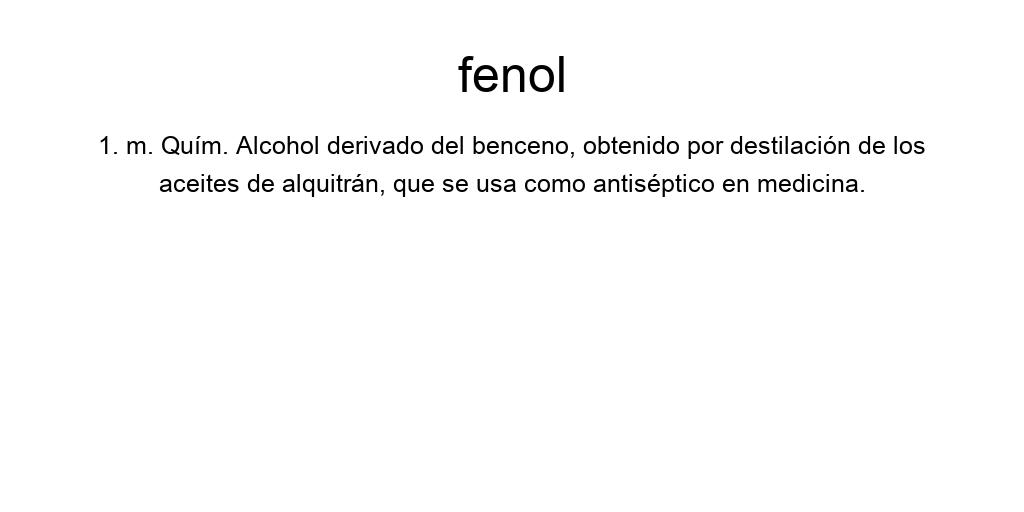 fenol
1. m. Quím. Alcohol derivado del benceno, obtenido por destilación de los
aceites de alquitrán, que se usa como antiséptico en medicina.